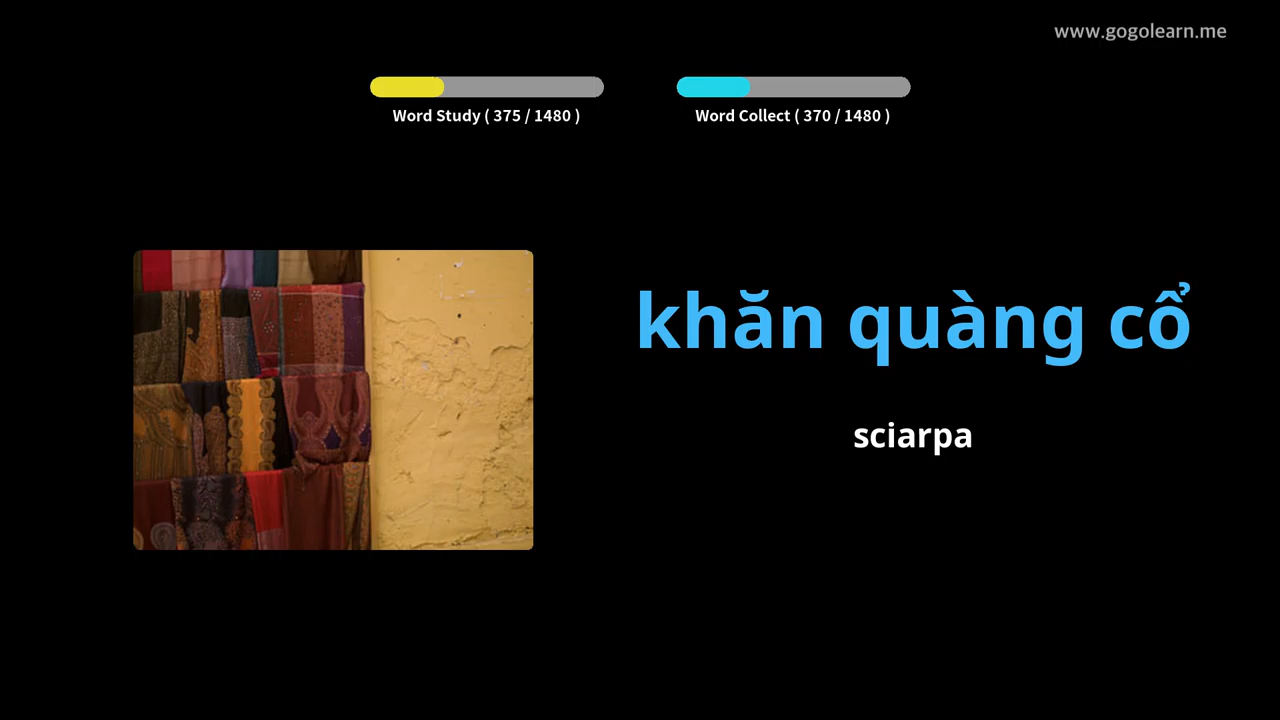 www.gogolearn.me
Word Study ( 375 / 1480 )
Word Collect ( 370 / 1480 )
khăn quàng cổ
sciarpa